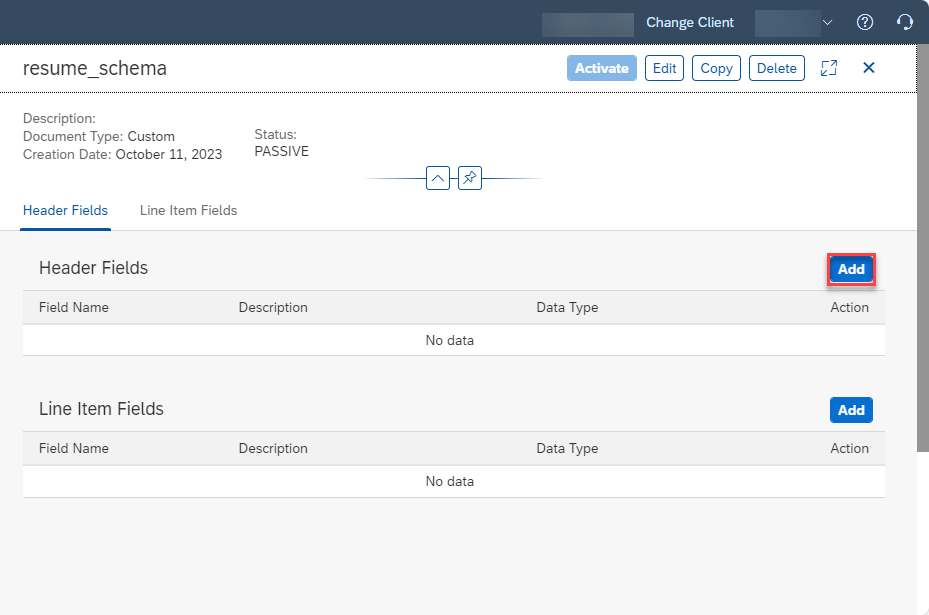 Change Client
resume_schema
Activate Edit Copy Delete
Description:
Document Type: Custom
Creation Date: October 11, 2023
Status:
PASSIVE
Header Fields Line Item Fields
Header Fields Add
Field Name Description Data Type Action
No data
Line Item Fields Add
Field Name Description Data Type Action
No data